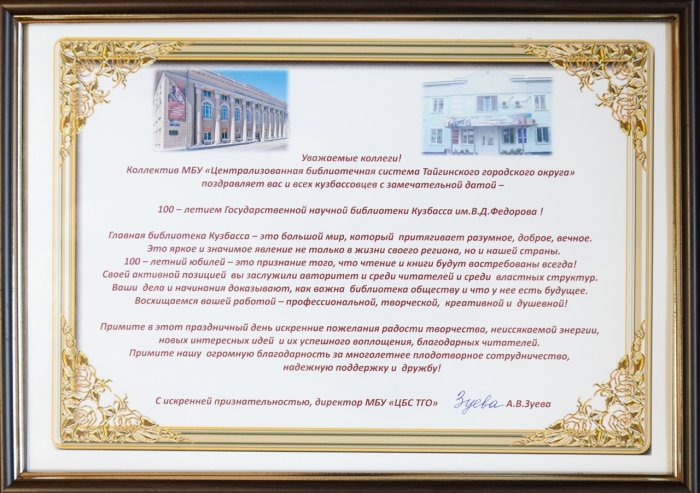 Уважаемые коллеги!
Коллектив МБУ «Централизованная библиотечная система Тайгинского городского округа»
поздравляет вас и всех кузбассовцев с замечательной датой –
100 – летием Государственной научной библиотеки Кузбасса им.В.Д.Федорова !
Главная библиотека Кузбасса – это большой мир, который притягивает разумное, доброе, вечное.
Это яркое и значимое явление не только в жизни своего региона, но и нашей страны.
100 – летний юбилей – это признание того, что чтение и книги будут востребованы всегда!
Своей активной позицией вы заслужили авторитет и среди читателей и среди властных структур.
Ваши дела и начинания доказывают, как важна библиотека обществу и что у нее есть будущее.
Восхищаемся вашей работой – профессиональной, творческой, креативной и душевной!
Примите в этот праздничный день искренние пожелания радости творчества, неиссякаемой энергии,
новых интересных идей и их успешного воплощения, благодарных читателей.
Примите нашу огромную благодарность за многолетнее плодотворное сотрудничество,
надежную поддержку и дружбу!
С искренней признательностью, директор МБУ «ЦБС ТГО» Зуева А.В.Зуева